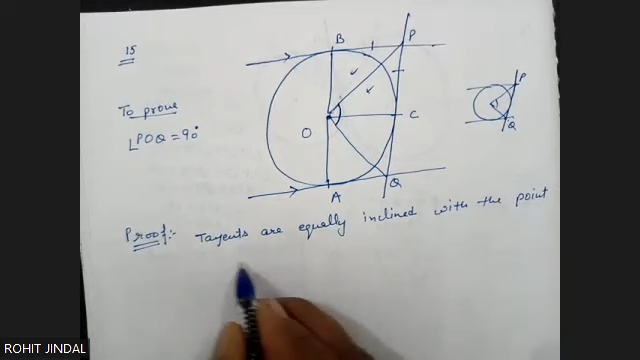 15
B
P
To prove
∟POQ = 90°
O
C
A
Q
P
Q
Proof:- Tangents are equally inclined with the point
ROHIT JINDAL